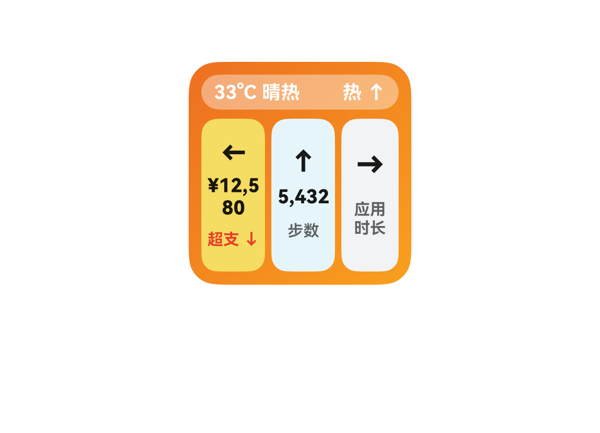 33°C 晴热 热 ↑
←
¥12,5
80
超支 ↓
↑
5,432
步数
→
应用
时长